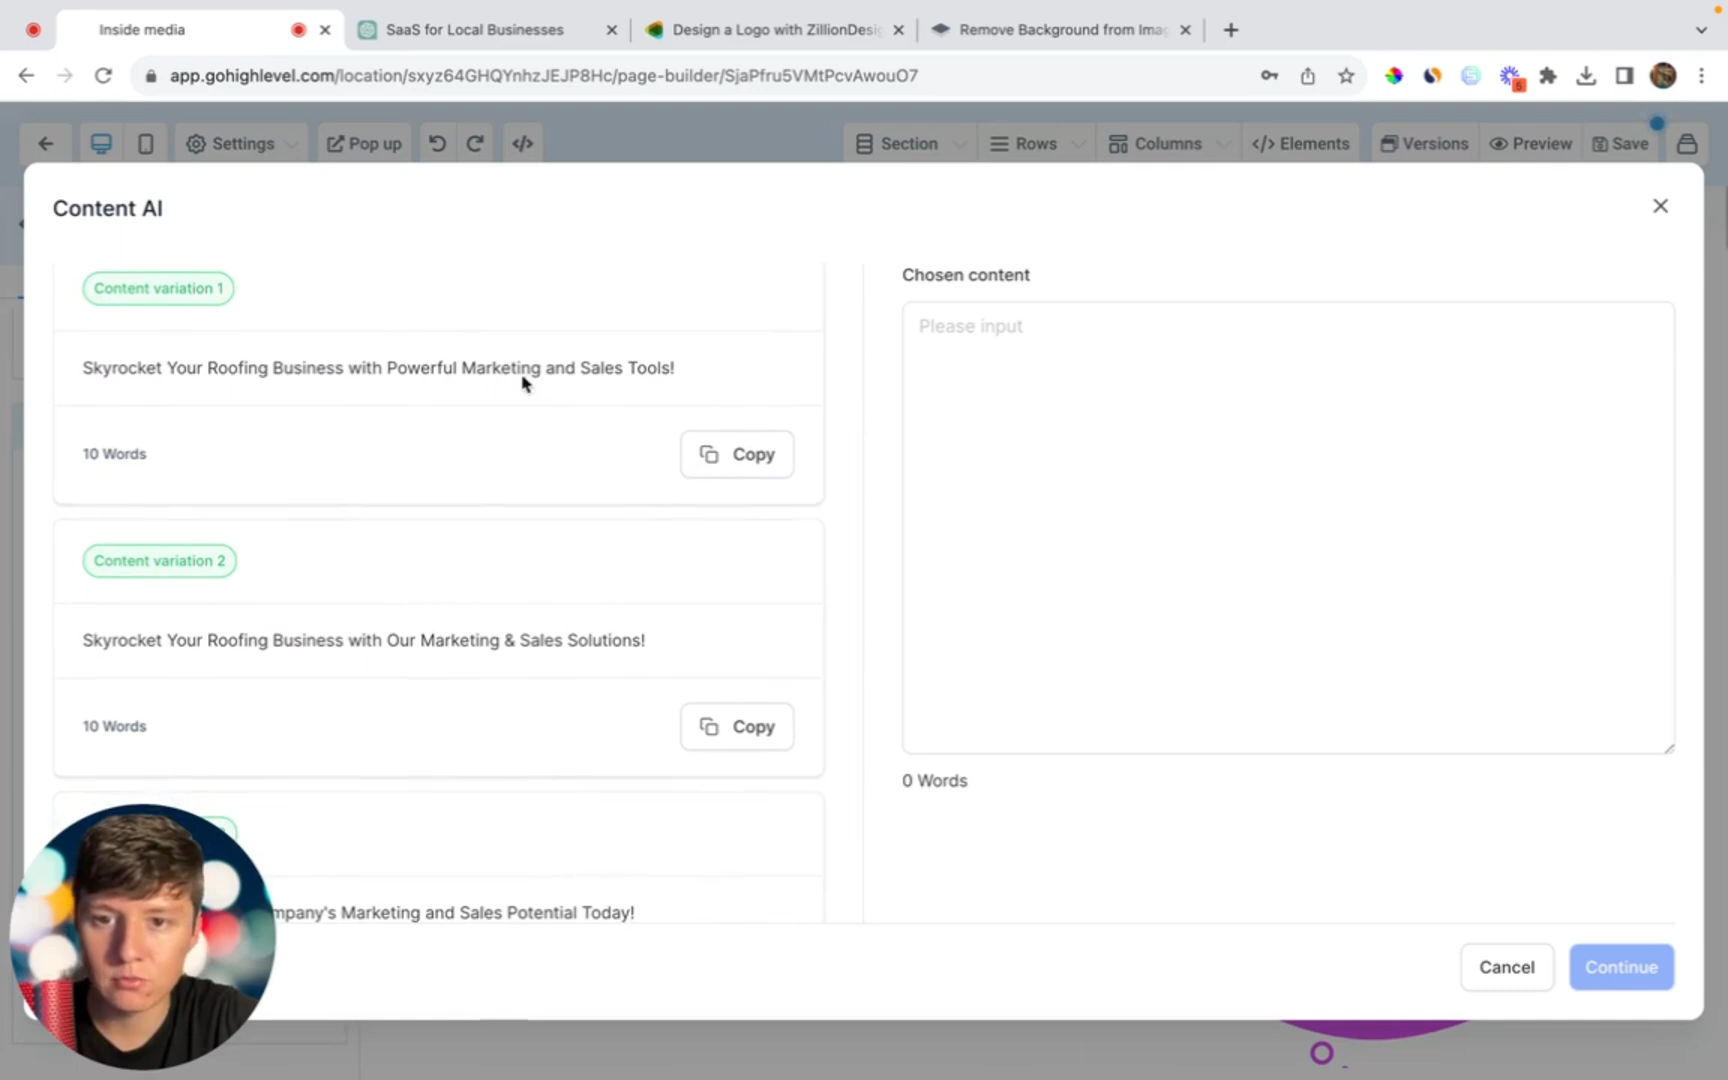 Inside media
SaaS for Local Businesses
Design a Logo with ZillionDesi
Remove Background from Imag
app.gohighlevel.com/location/sxyz64GHQYnhzJEJP8Hc/page-builder/SjaPfru5VMtPcvAwouO7
6
Settings
Pop up
Section
Rows
Columns
</> Elements
Versions
Preview
Save
Content AI
Content variation 1
Skyrocket Your Roofing Business with Powerful Marketing and Sales Tools!
10 Words
Copy
Content variation 2
Skyrocket Your Roofing Business with Our Marketing & Sales Solutions!
10 Words
Copy
mpany's Marketing and Sales Potential Today!
Chosen content
Please input
0 Words
Cancel
Continue